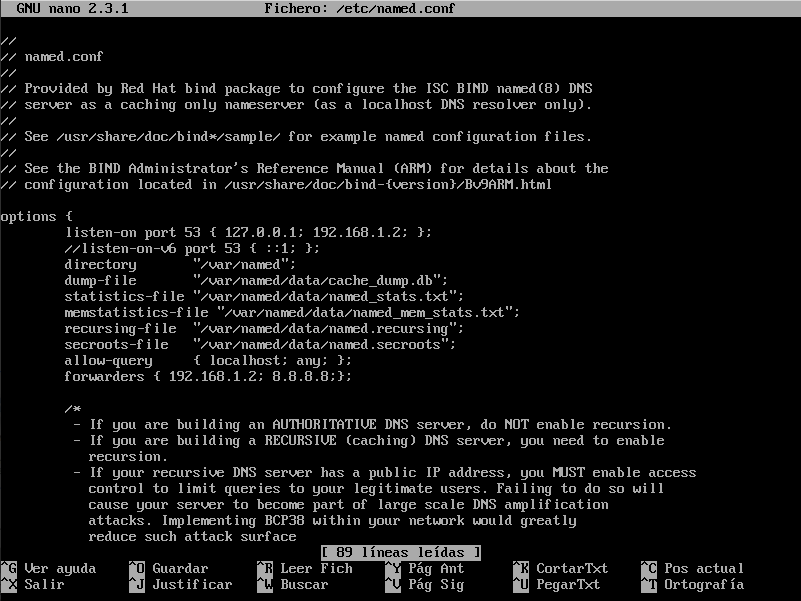 GNU nano 2.3.1 Fichero: /etc/named.conf
//
// named.conf
//
// Provided by Red Hat bind package to configure the ISC BIND named(8) DNS
// server as a caching only nameserver (as a localhost DNS resolver only).
//
// See /usr/share/doc/bind*/sample/ for example named configuration files.
//
// See the BIND Administrator's Reference Manual (ARM) for details about the
// configuration located in /usr/share/doc/bind-{version}/Bv9ARM.html
options {
listen-on port 53 { 127.0.0.1; 192.168.1.2; };
//listen-on-v6 port 53 { ::1; };
directory "/var/named";
dump-file "/var/named/data/cache_dump.db";
statistics-file "/var/named/data/named_stats.txt";
memstatistics-file "/var/named/data/named_mem_stats.txt";
recursing-file "/var/named/data/named.recursing";
secroots-file "/var/named/data/named.secroots";
allow-query { localhost; any; };
forwarders { 192.168.1.2; 8.8.8.8;};
/*
- If you are building an AUTHORITATIVE DNS server, do NOT enable recursion.
- If you are building a RECURSIVE (caching) DNS server, you need to enable
recursion.
- If your recursive DNS server has a public IP address, you MUST enable access
control to limit queries to your legitimate users. Failing to do so will
cause your server to become part of large scale DNS amplification
attacks. Implementing BCP38 within your network would greatly
reduce such attack surface
[ 89 líneas leídas ]
^G Ver ayuda ^O Guardar ^R Leer Fich ^Y Pág Ant ^K CortarTxt ^C Pos actual
^X Salir ^J Justificar ^W Buscar ^V Pág Sig ^U PegarTxt ^T Ortografía